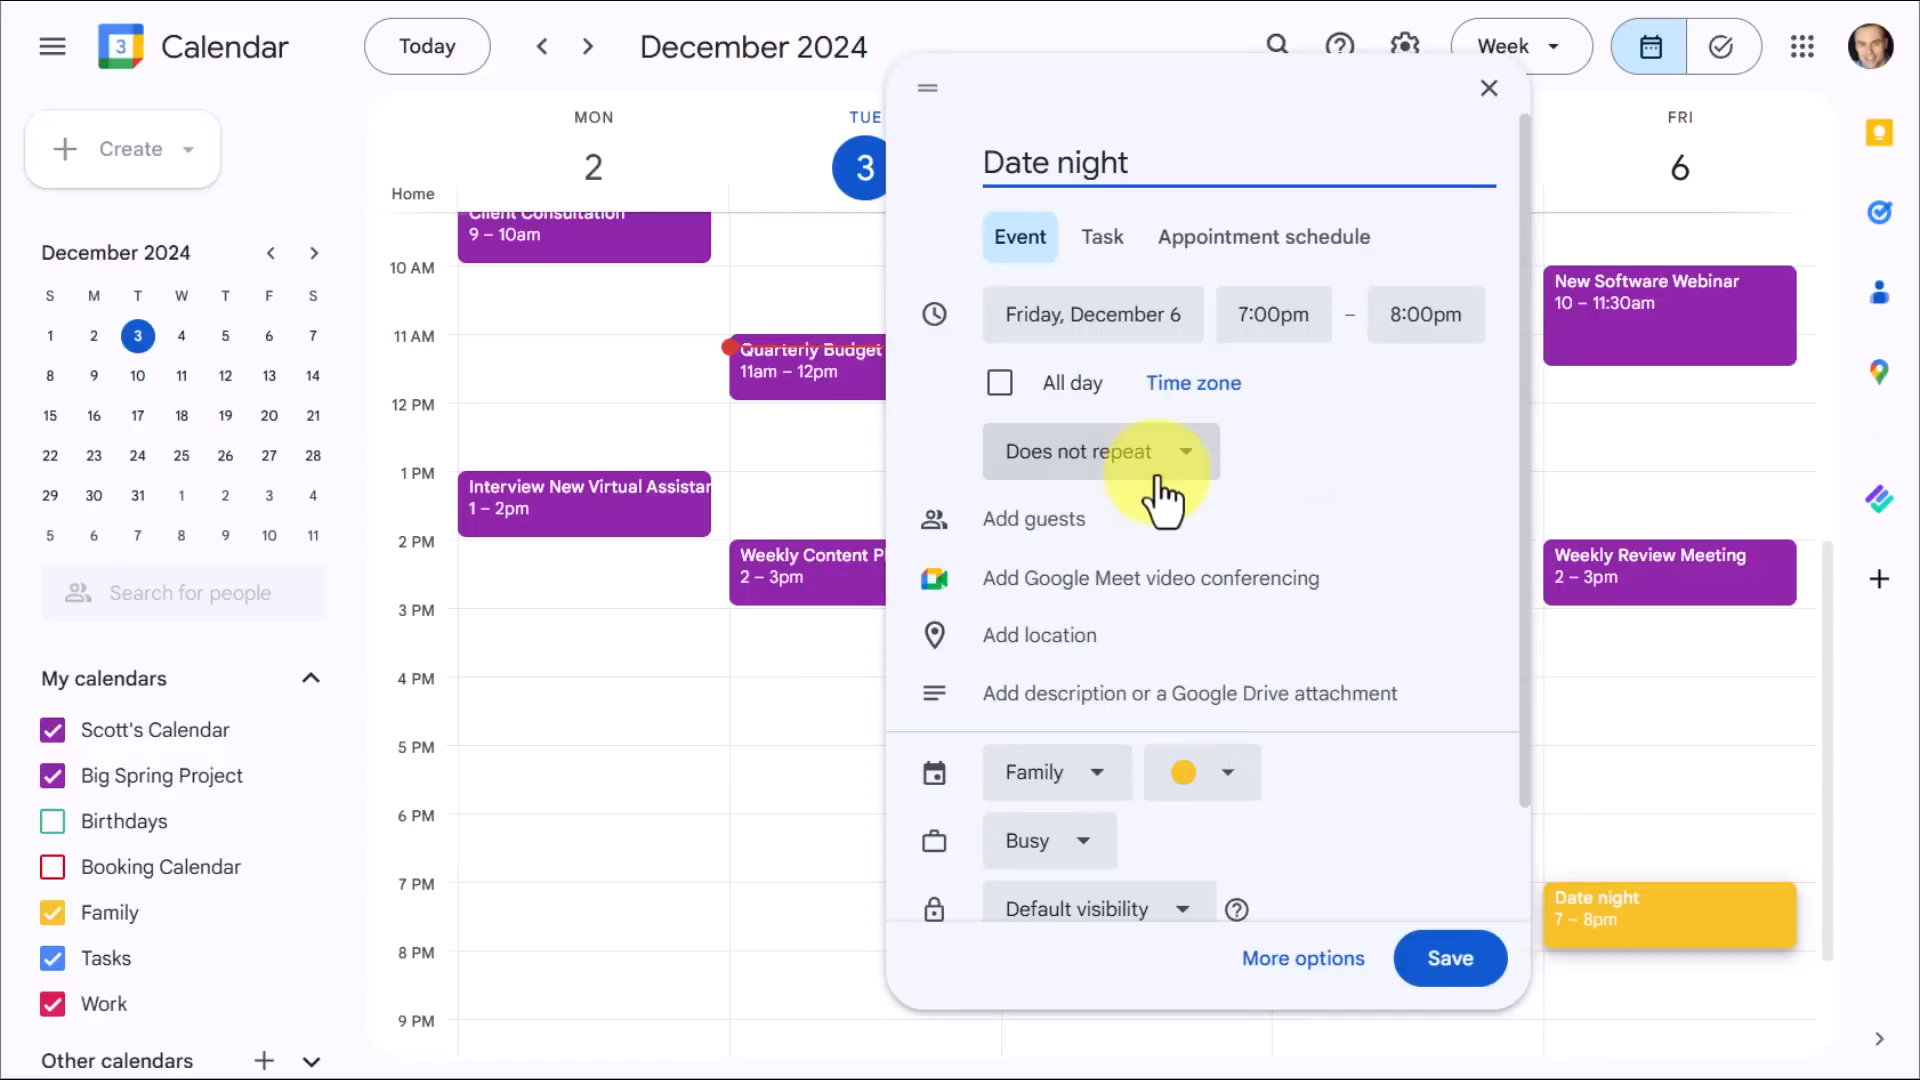 3
Calendar
Today
December 2024
Week
Create
Home
MON
2
TUE
3
FRI
6
Client Consultation
9 – 10am
10 AM
11 AM
12 PM
1 PM
2 PM
3 PM
4 PM
5 PM
6 PM
7 PM
8 PM
9 PM
Quarterly Budget
11am – 12pm
Interview New Virtual Assistar
1 – 2pm
Weekly Content P
2 – 3pm
New Software Webinar
10 – 11:30am
Weekly Review Meeting
2 – 3pm
Date night
7 – 8pm
December 2024
S M T W T F S
1 2 3 4 5 6 7
8 9 10 11 12 13 14
15 16 17 18 19 20 21
22 23 24 25 26 27 28
29 30 31 1 2 3 4
5 6 7 8 9 10 11
Search for people
My calendars
Scott's Calendar
Big Spring Project
Birthdays
Booking Calendar
Family
Tasks
Work
Other calendars
Date night
Event Task Appointment schedule
Friday, December 6 7:00pm – 8:00pm
All day Time zone
Does not repeat
Add guests
Add Google Meet video conferencing
Add location
Add description or a Google Drive attachment
Family
Busy
Default visibility
More options Save